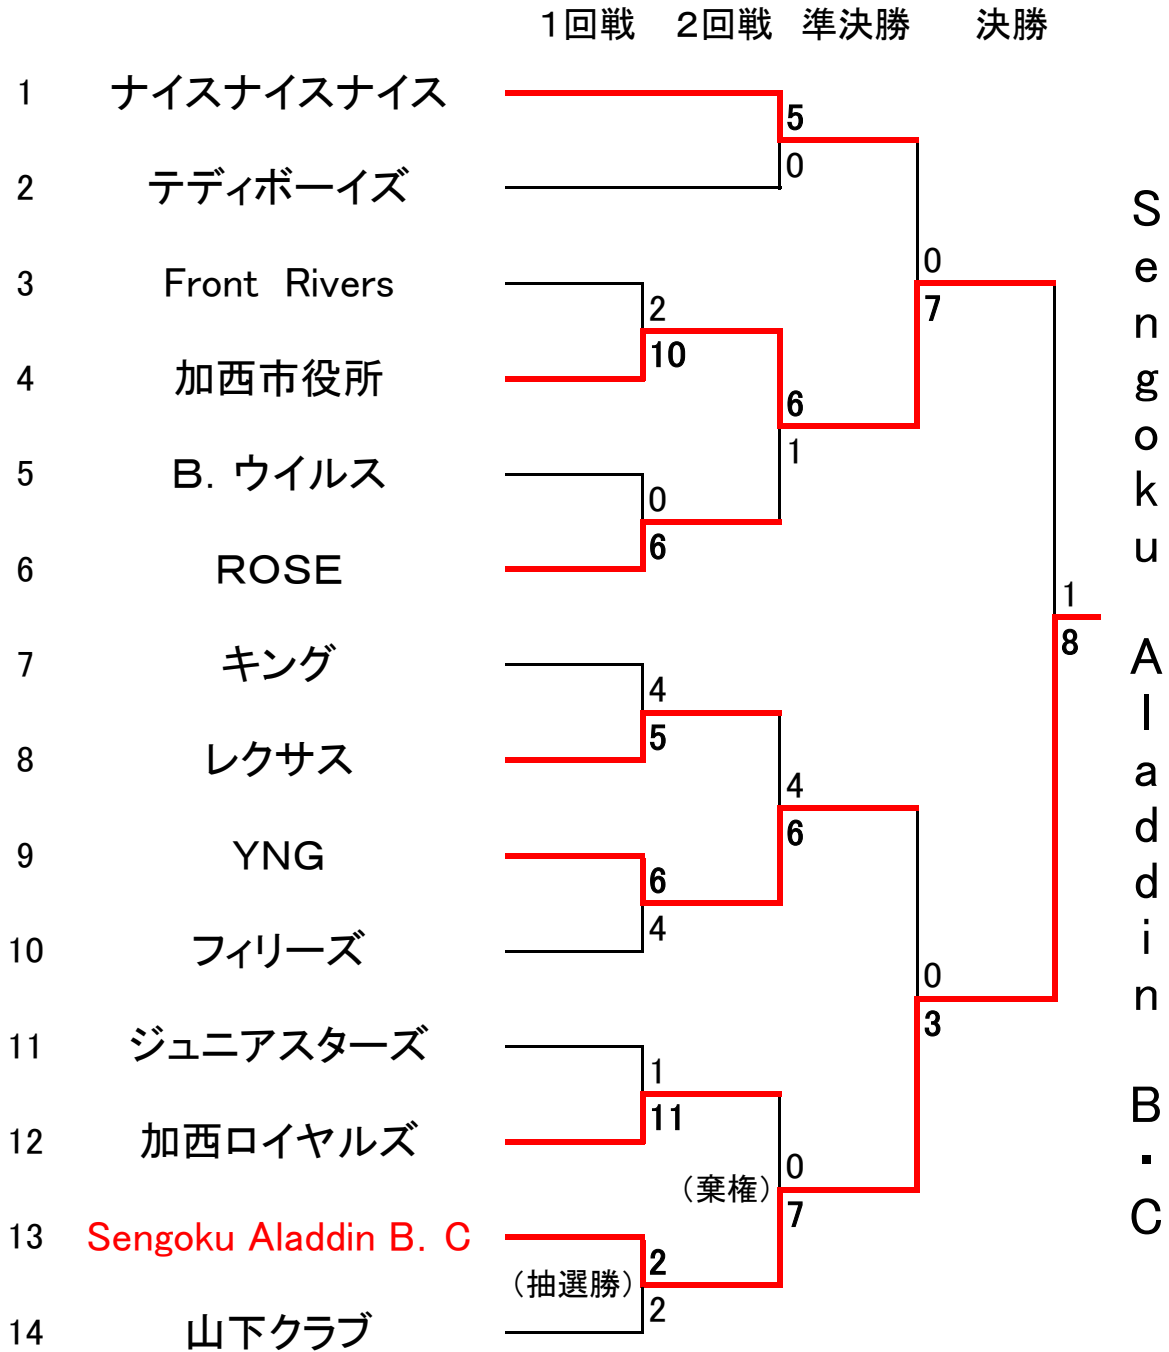 １回戦 ２回戦 準決勝 決勝
1 ナイスナイスナイス
5
0
2 テディボーイズ
3 Front Rivers
0
7
2
10
4 加西市役所
6
1
5 B．ウイルス
0
6
6 ROSE
1
8
7 キング
4
5
8 レクサス
4
6
9 YNG
6
4
10 フィリーズ
0
3
11 ジュニアスターズ
1
11
12 加西ロイヤルズ
(棄権)
0
7
13 Sengoku Aladdin B．C
2
(抽選勝)
2
14 山下クラブ
Sengoku Aladdin B・C